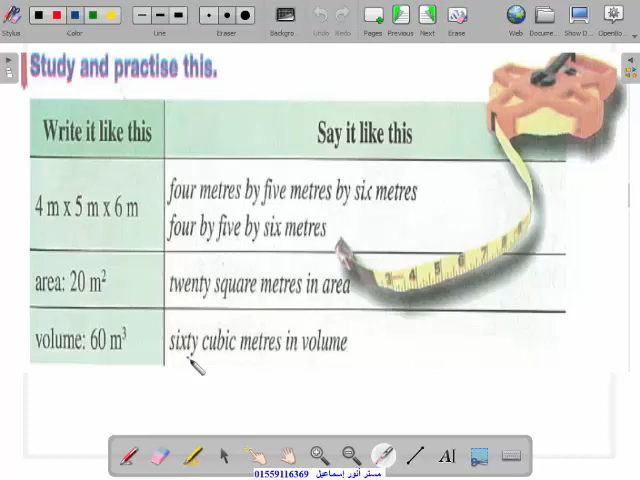 Stylus
Color
Line
Eraser
Backgro...
Undo
Redo
Pages
Previous
Next
Erase
Web
Docume...
Show D...
OpenBo...
Study and practise this.
Write it like this
Say it like this
4 m x 5 m x 6 m
four metres by five metres by six metres
four by five by six metres
area: 20 m²
twenty square metres in area
volume: 60 m³
sixty cubic metres in volume
مستر أنور إسماعيل 01559116369